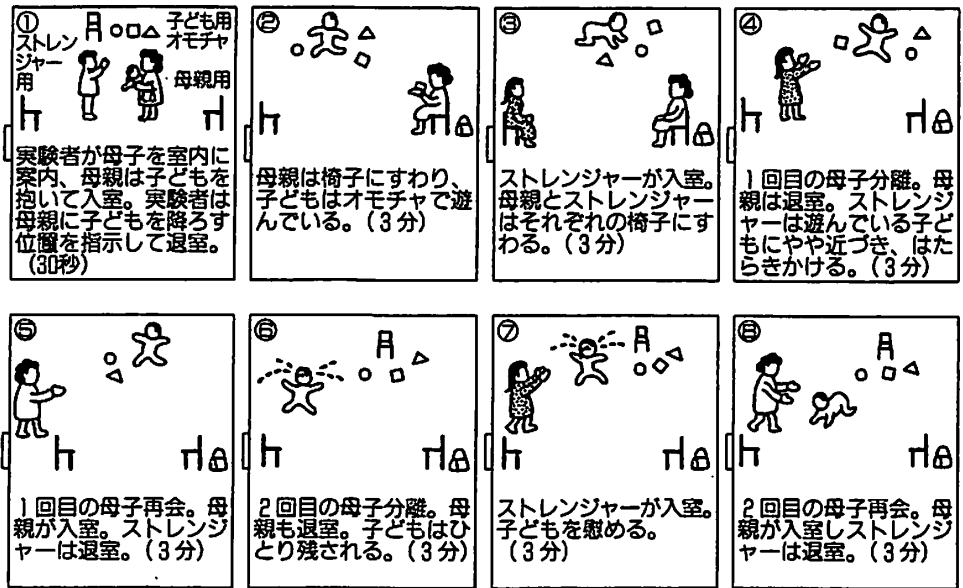 ①
ストレンジャー用
子ども用オモチャ
母親用
実験者が母子を室内に
案内、母親は子どもを
抱いて入室。実験者は
母親に子どもを降ろす
位置を指示して退室。
(30秒)
②
母親は椅子にすわり、
子どもはオモチャで遊
んでいる。(3分)
③
ストレンジャーが入室。
母親とストレンジャー
はそれぞれの椅子にす
わる。(3分)
④
1回目の母子分離。母
親は退室。ストレンジ
ャーは遊んでいる子ど
もにやや近づき、はた
らきかける。(3分)
⑤
1回目の母子再会。母
親が入室。ストレンジ
ャーは退室。(3分)
⑥
2回目の母子分離。母
親も退室。子どもはひ
とり残される。(3分)
⑦
ストレンジャーが入室。
子どもを慰める。
(3分)
⑧
2回目の母子再会。母
親が入室しストレンジ
ャーは退室。(3分)